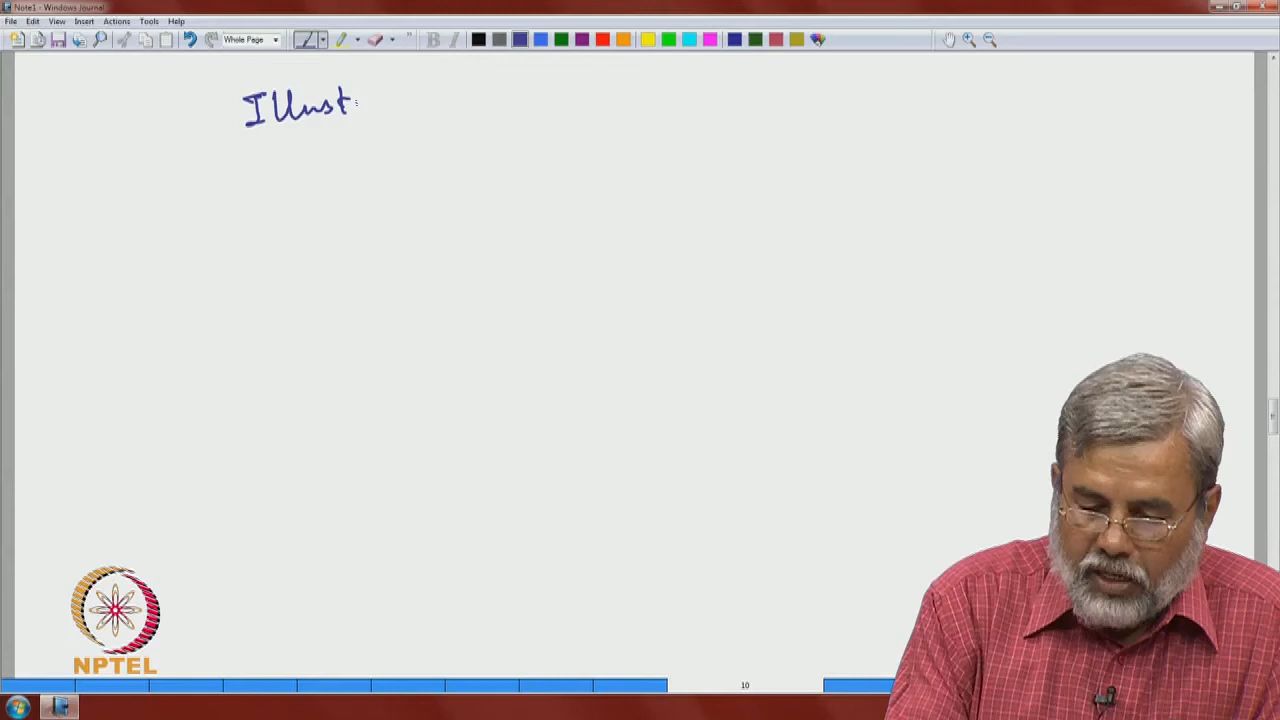 Note1 - Windows Journal
File Edit View Insert Actions Tools Help
Whole Page
B I
Illust
NPTEL
10